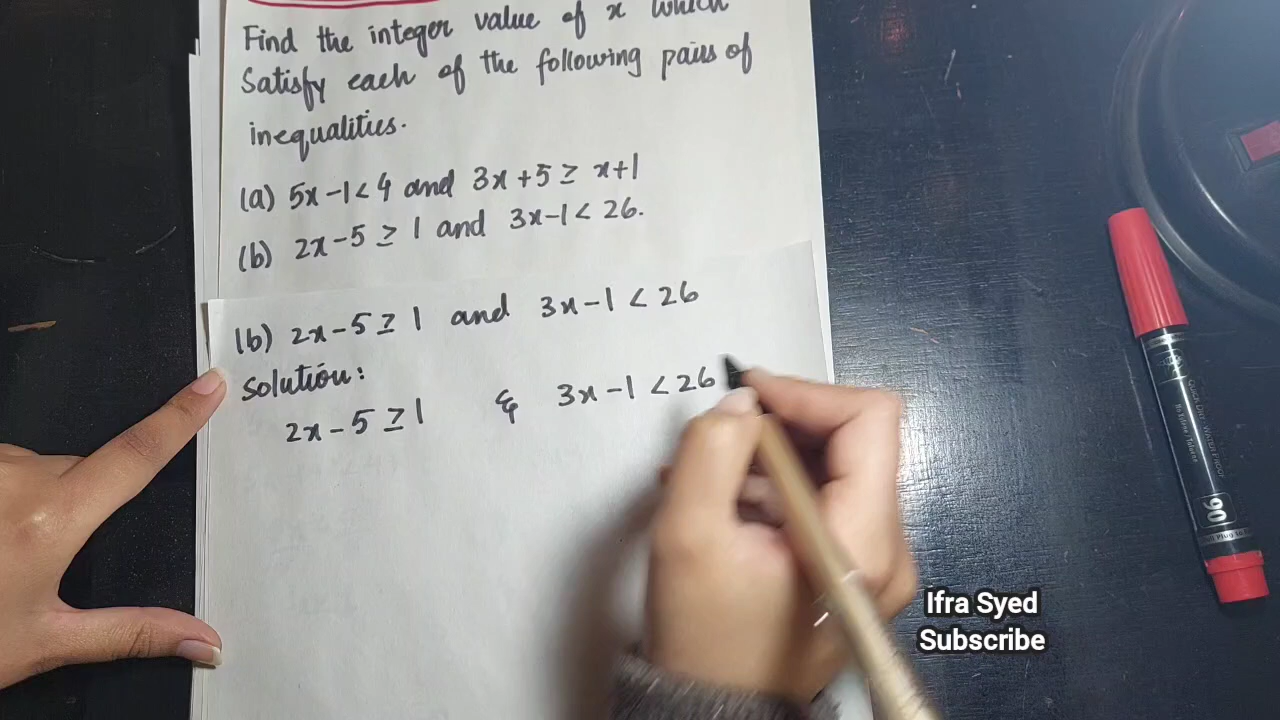 Find the integer value of x which
Satisfy each of the following pairs of
inequalities.
(a) 5x-1<4 and 3x+5≥x+1
(b) 2x-5≥1 and 3x-1<26.
(b) 2x-5≥1 and 3x-1<26
Solution:
2x-5≥1 & 3x-1<26
90
Ifra Syed
Subscribe